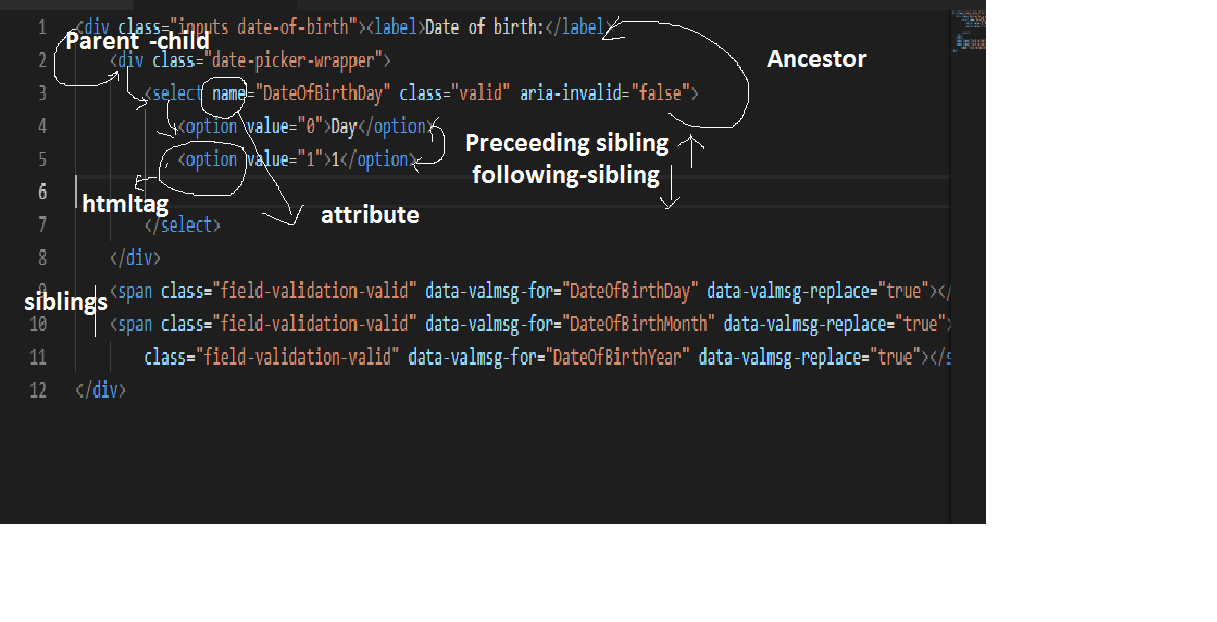 1 <div class="inputs date-of-birth"><label>Date of birth:</label>
Parent -child
2 <div class="date-picker-wrapper">
Ancestor
3 <select name="DateOfBirthDay" class="valid" aria-invalid="false">
4 <option value="0">Day</option>
Preceeding sibling
5 <option value="1">1</option>
following-sibling
6
htmltag
attribute
7 </select>
8 </div>
9 <span class="field-validation-valid" data-valmsg-for="DateOfBirthDay" data-valmsg-replace="true"></
siblings
10 <span class="field-validation-valid" data-valmsg-for="DateOfBirthMonth" data-valmsg-replace="true">
11 class="field-validation-valid" data-valmsg-for="DateOfBirthYear" data-valmsg-replace="true"></s
12 </div>